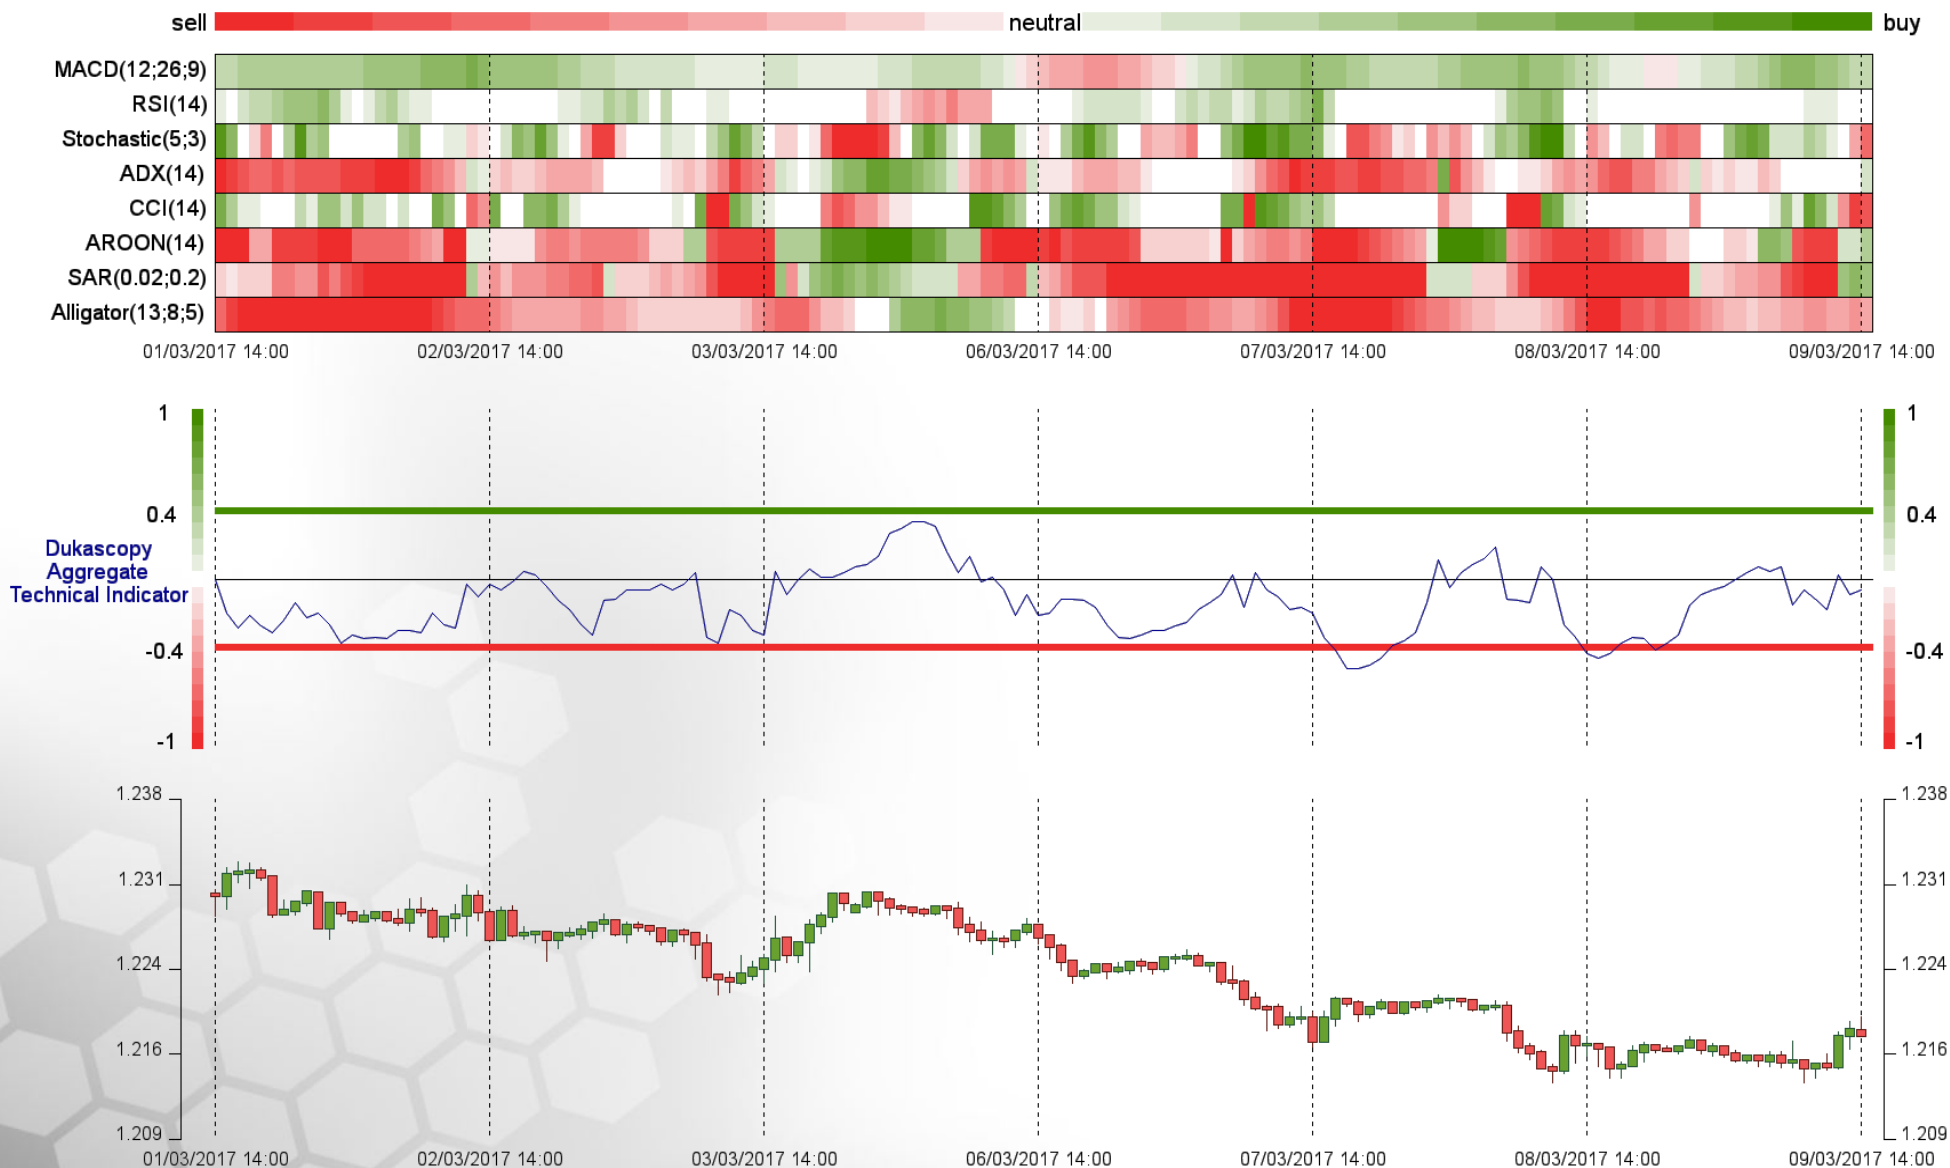 sell neutral buy
MACD(12;26;9)
RSI(14)
Stochastic(5;3)
ADX(14)
CCI(14)
AROON(14)
SAR(0.02;0.2)
Alligator(13;8;5)
01/03/2017 14:00 02/03/2017 14:00 03/03/2017 14:00 06/03/2017 14:00 07/03/2017 14:00 08/03/2017 14:00 09/03/2017 14:00
1 1
0.4 0.4
Dukascopy
Aggregate
Technical Indicator
-0.4 -0.4
-1 -1
1.238 1.238
1.231 1.231
1.224 1.224
1.216 1.216
1.209 1.209
01/03/2017 14:00 02/03/2017 14:00 03/03/2017 14:00 06/03/2017 14:00 07/03/2017 14:00 08/03/2017 14:00 09/03/2017 14:00